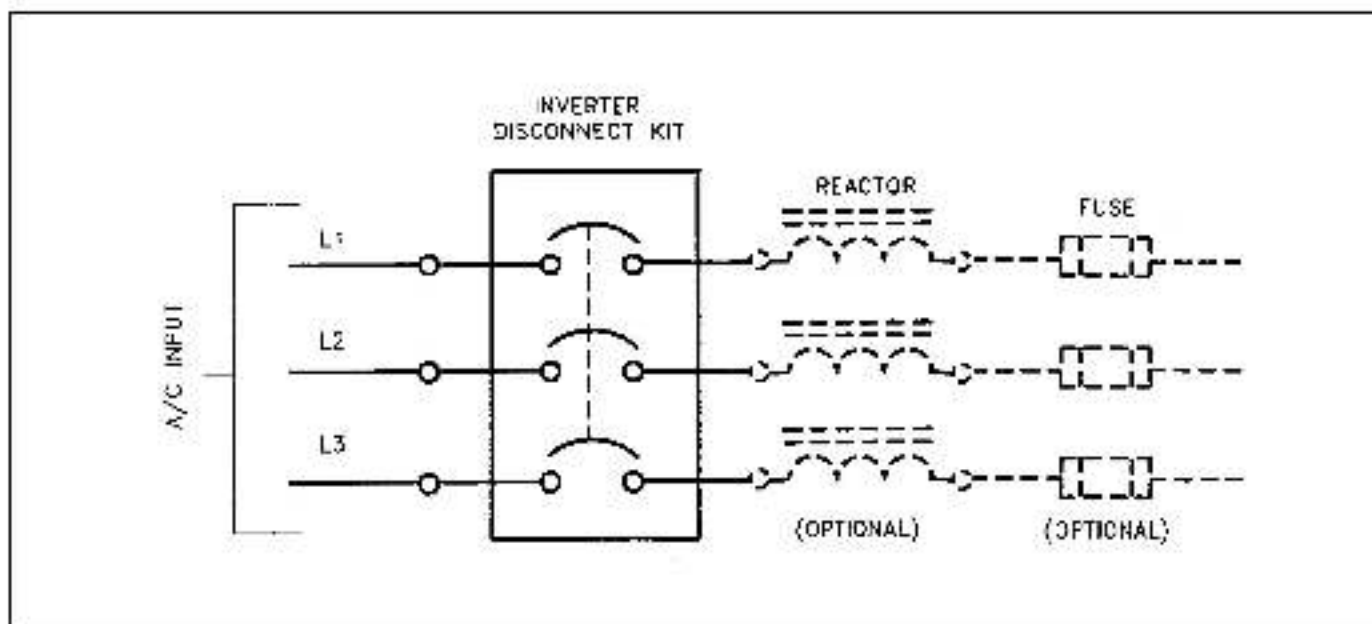 INVERTER
DISCONNECT KIT
REACTOR
FUSE
A/C INPUT
L1
L2
L3
(OPTIONAL)
(OPTIONAL)